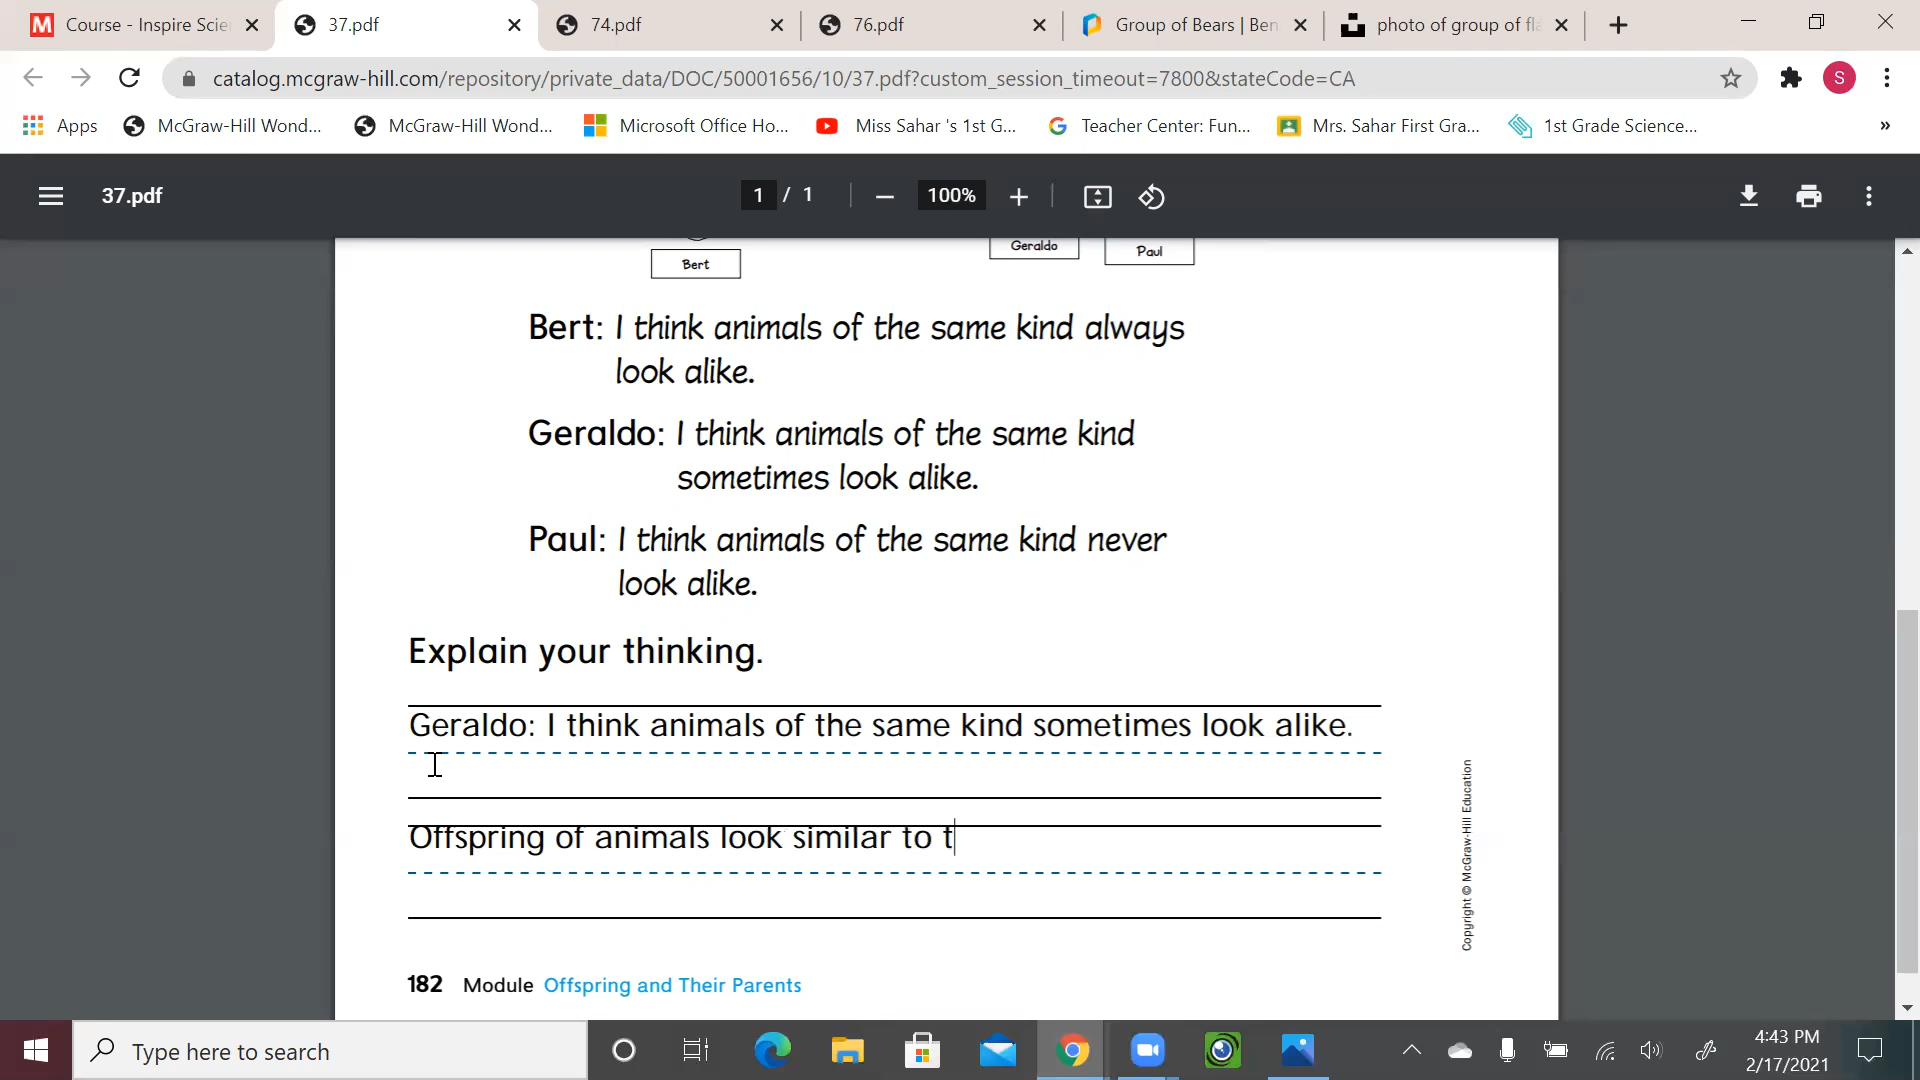 Course - Inspire Scie
37.pdf
74.pdf
76.pdf
Group of Bears | Ben
photo of group of fla
catalog.mcgraw-hill.com/repository/private_data/DOC/50001656/10/37.pdf?custom_session_timeout=7800&stateCode=CA
S
Apps
McGraw-Hill Wond...
McGraw-Hill Wond...
Microsoft Office Ho...
Miss Sahar 's 1st G...
Teacher Center: Fun...
Mrs. Sahar First Gra...
1st Grade Science...
»
37.pdf
1 / 1
100%
Bert
Geraldo
Paul
Bert: I think animals of the same kind always
look alike.
Geraldo: I think animals of the same kind
sometimes look alike.
Paul: I think animals of the same kind never
look alike.
Explain your thinking.
Geraldo: I think animals of the same kind sometimes look alike.
Offspring of animals look similar to t
Copyright © McGraw-Hill Education
182 Module Offspring and Their Parents
Type here to search
4:43 PM
2/17/2021